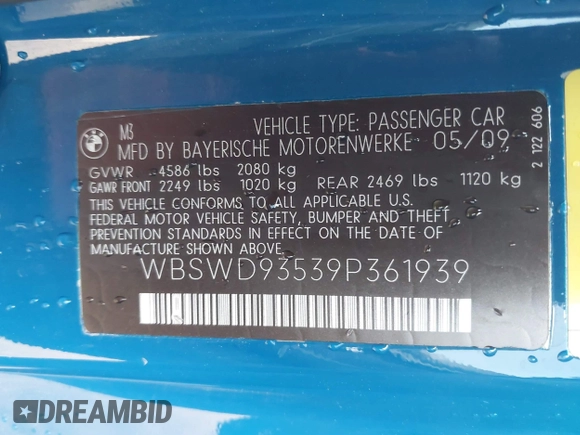 M3 VEHICLE TYPE: PASSENGER CAR
MFD BY BAYERISCHE MOTORENWERKE 05/09
GVWR 4586 lbs 2080 kg
GAWR FRONT 2249 lbs 1020 kg REAR 2469 lbs 1120 kg
THIS VEHICLE CONFORMS TO ALL APPLICABLE U.S.
FEDERAL MOTOR VEHICLE SAFETY, BUMPER AND THEFT
PREVENTION STANDARDS IN EFFECT ON THE DATE OF
MANUFACTURE SHOWN ABOVE.
WBSWD93539P361939
2 122 606
DREAMBID